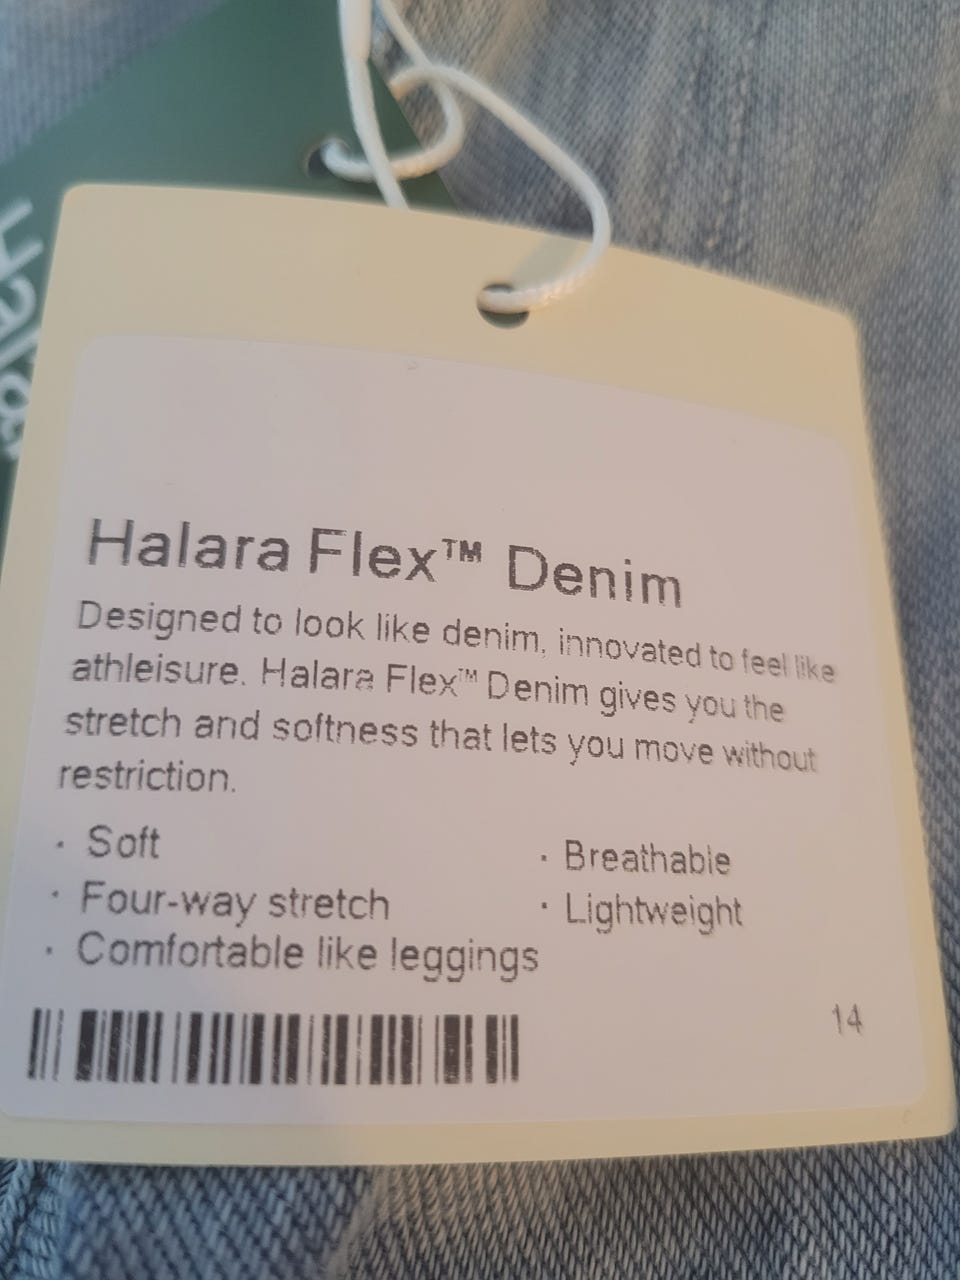 Halara
Halara Flex™ Denim
Designed to look like denim, innovated to feel like
athleisure. Halara Flex™ Denim gives you the
stretch and softness that lets you move without
restriction.
· Soft
· Breathable
· Four-way stretch
· Lightweight
· Comfortable like leggings
14